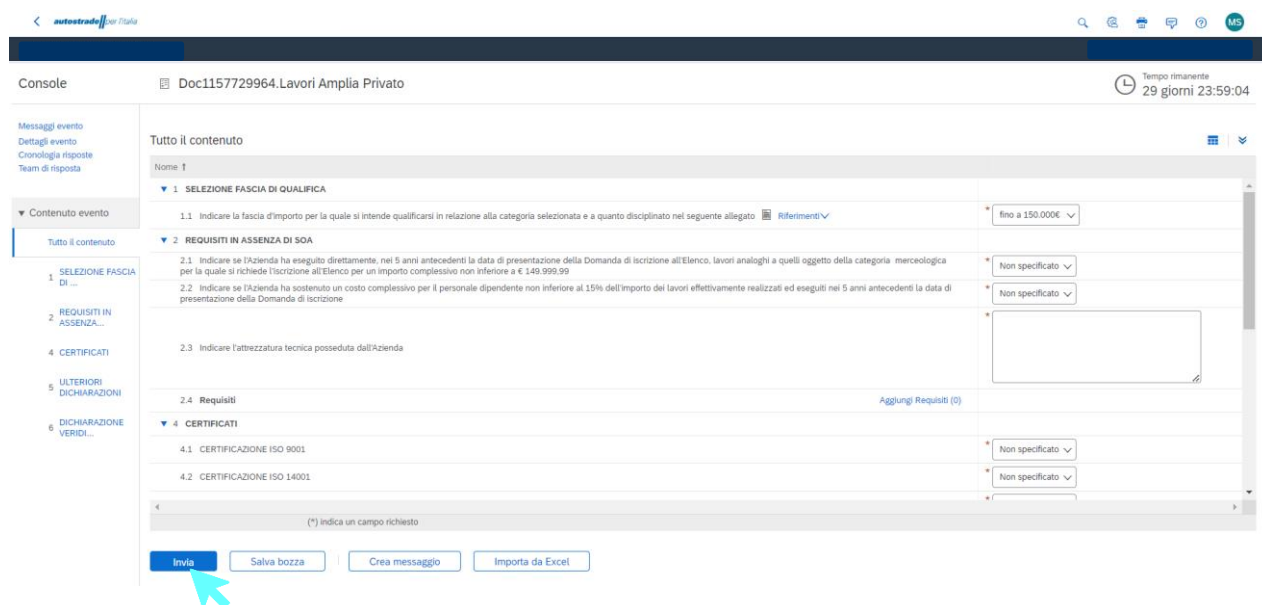 autostrade per l'italia
MS
Console
Doc1157729964.Lavori Amplia Privato
Tempo rimanente
29 giorni 23:59:04
Messaggi evento
Dettagli evento
Cronologia risposte
Team di risposta
Contenuto evento
Tutto il contenuto
1 SELEZIONE FASCIA
DI ...
2 REQUISITI IN
ASSENZA...
4 CERTIFICATI
5 ULTERIORI
DICHIARAZIONI
6 DICHIARAZIONE
VERIDI...
Tutto il contenuto
Nome ↑
▼ 1 SELEZIONE FASCIA DI QUALIFICA
1.1 Indicare la fascia d'importo per la quale si intende qualificarsi in relazione alla categoria selezionata e a quanto disciplinato nel seguente allegato Riferimenti
* fino a 150.000€
▼ 2 REQUISITI IN ASSENZA DI SOA
2.1 Indicare se l'Azienda ha eseguito direttamente, nei 5 anni antecedenti la data di presentazione della Domanda di iscrizione all'Elenco, lavori analoghi a quelli oggetto della categoria merceologica
per la quale si richiede l'iscrizione all'Elenco per un importo complessivo non inferiore a € 149.999,99
* Non specificato
2.2 Indicare se l'Azienda ha sostenuto un costo complessivo per il personale dipendente non inferiore al 15% dell'importo dei lavori effettivamente realizzati ed eseguiti nei 5 anni antecedenti la data di
presentazione della Domanda di iscrizione
* Non specificato
2.3 Indicare l'attrezzatura tecnica posseduta dall'Azienda
*
2.4 Requisiti
Aggiungi Requisiti (0)
▼ 4 CERTIFICATI
4.1 CERTIFICAZIONE ISO 9001
* Non specificato
4.2 CERTIFICAZIONE ISO 14001
* Non specificato
*
(*) indica un campo richiesto
Invia
Salva bozza
Crea messaggio
Importa da Excel